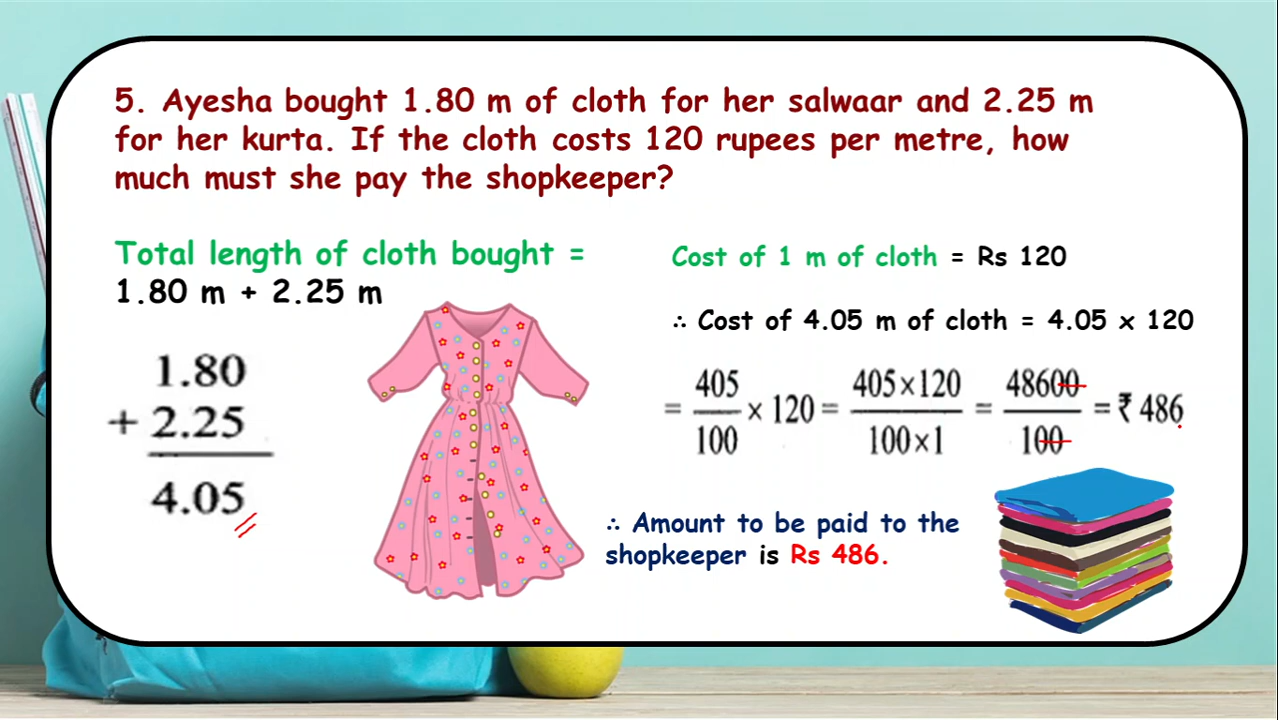 5. Ayesha bought 1.80 m of cloth for her salwaar and 2.25 m
for her kurta. If the cloth costs 120 rupees per metre, how
much must she pay the shopkeeper?
Total length of cloth bought =
1.80 m + 2.25 m
1.80
+ 2.25
4.05
Cost of 1 m of cloth = Rs 120
∴ Cost of 4.05 m of cloth = 4.05 x 120
= 405/100 × 120 = 405×120/100×1 = 48600/100 = ₹ 486
∴ Amount to be paid to the
shopkeeper is Rs 486.